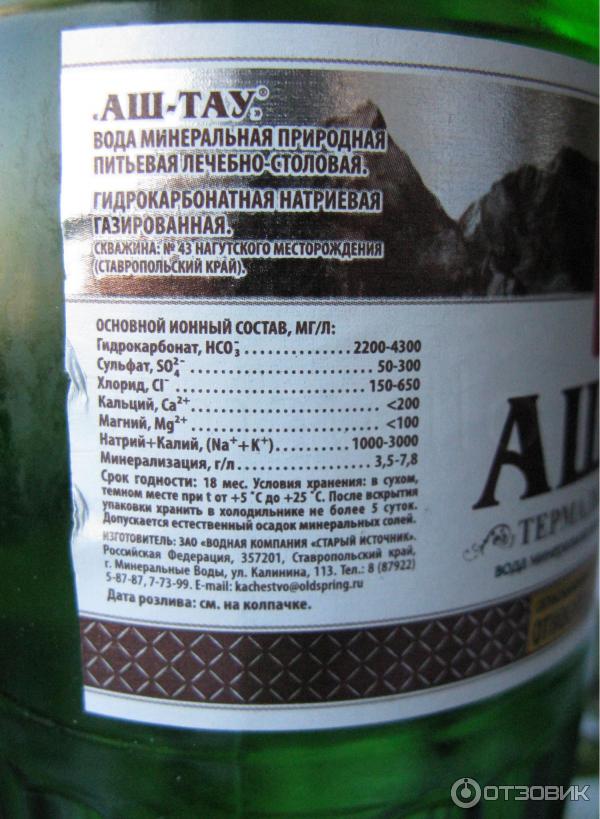 АШ-ТАУ®
ВОДА МИНЕРАЛЬНАЯ ПРИРОДНАЯ
ПИТЬЕВАЯ ЛЕЧЕБНО-СТОЛОВАЯ.
ГИДРОКАРБОНАТНАЯ НАТРИЕВАЯ
ГАЗИРОВАННАЯ.
СКВАЖИНА: № 43 НАГУТСКОГО МЕСТОРОЖДЕНИЯ
(СТАВРОПОЛЬСКИЙ КРАЙ).
ОСНОВНОЙ ИОННЫЙ СОСТАВ, МГ/Л:
Гидрокарбонат, HCO₃⁻ ........................ 2200-4300
Сульфат, SO₄²⁻ ........................ 50-300
Хлорид, Cl⁻ ........................ 150-650
Кальций, Ca²⁺ ........................ <200
Магний, Mg²⁺ ........................ <100
Натрий+Калий, (Na⁺+K⁺) ............ 1000-3000
Минерализация, г/л ........................ 3,5-7,8
Срок годности: 18 мес. Условия хранения: в сухом,
темном месте при t от +5 ˚С до +25 ˚С. После вскрытия
упаковки хранить в холодильнике не более 5 суток.
Допускается естественный осадок минеральных солей.
ИЗГОТОВИТЕЛЬ: ЗАО «ВОДНАЯ КОМПАНИЯ «СТАРЫЙ ИСТОЧНИК».
Российская Федерация, 357201, Ставропольский край,
г. Минеральные Воды, ул. Калинина, 113. Тел.: 8 (87922)
5-87-87, 7-73-99. E-mail: kachestvo@oldspring.ru
Дата розлива: см. на колпачке.
АШ
ТЕРМАЛ
ВОДА МИНЕРАЛЬН
ОТЗОВИК